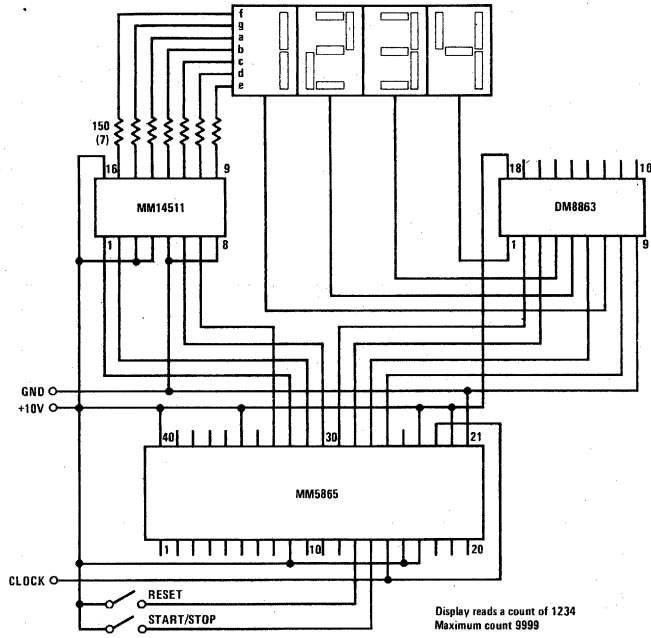 f
g
a
b
c
d
e
150
(7)
16
9
MM14511
1
8
18
10
DM8863
1
9
GND
+10V
40
30
21
MM5865
1
10
20
CLOCK
RESET
START/STOP
Display reads a count of 1234
Maximum count 9999